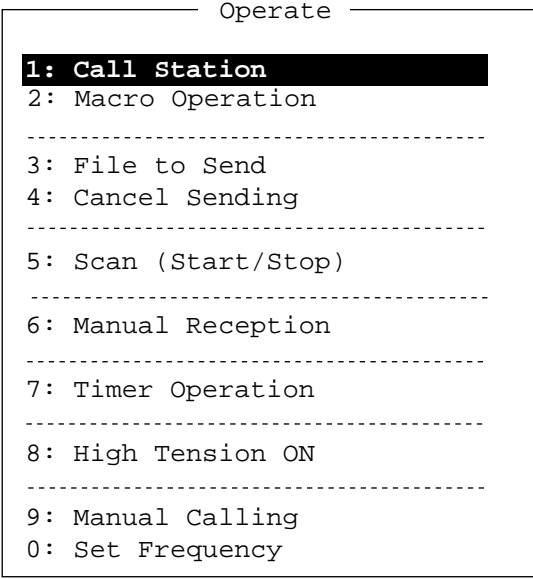 Operate
1: Call Station
2: Macro Operation
3: File to Send
4: Cancel Sending
5: Scan (Start/Stop)
6: Manual Reception
7: Timer Operation
8: High Tension ON
9: Manual Calling
0: Set Frequency